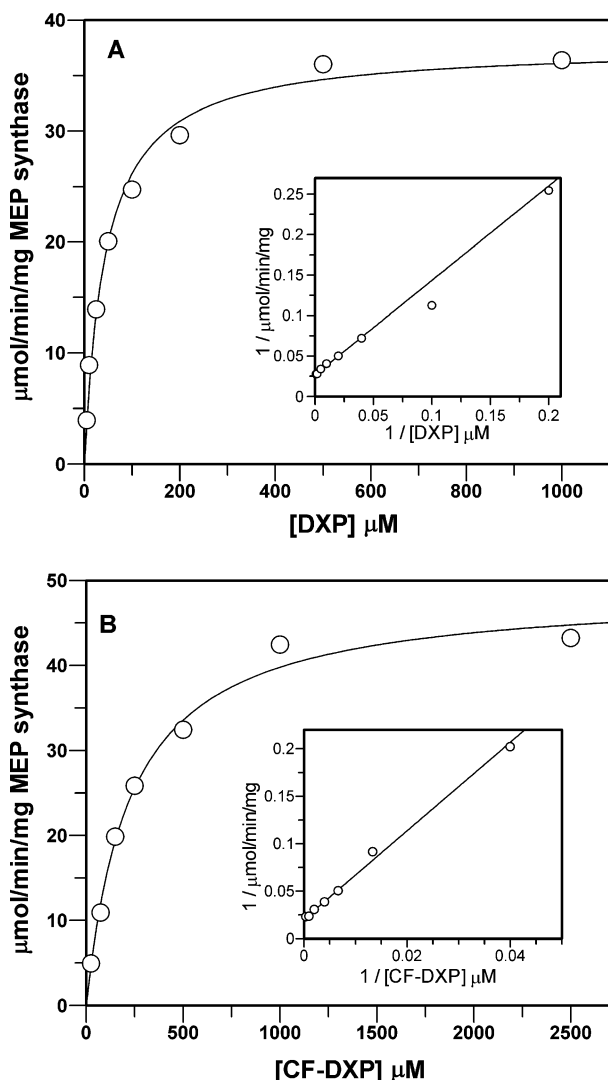 A
μmol/min/mg MEP synthase
40
30
20
10
0
0 200 400 600 800 1000
[DXP] μM
1 / μmol/min/mg
0.25
0.2
0.15
0.1
0.05
0
0 0.05 0.1 0.15 0.2
1 / [DXP] μM
B
μmol/min/mg MEP synthase
50
40
30
20
10
0
0 500 1000 1500 2000 2500
[CF-DXP] μM
1 / μmol/min/mg
0.2
0.1
0.05
0
0 0.02 0.04
1 / [CF-DXP] μM